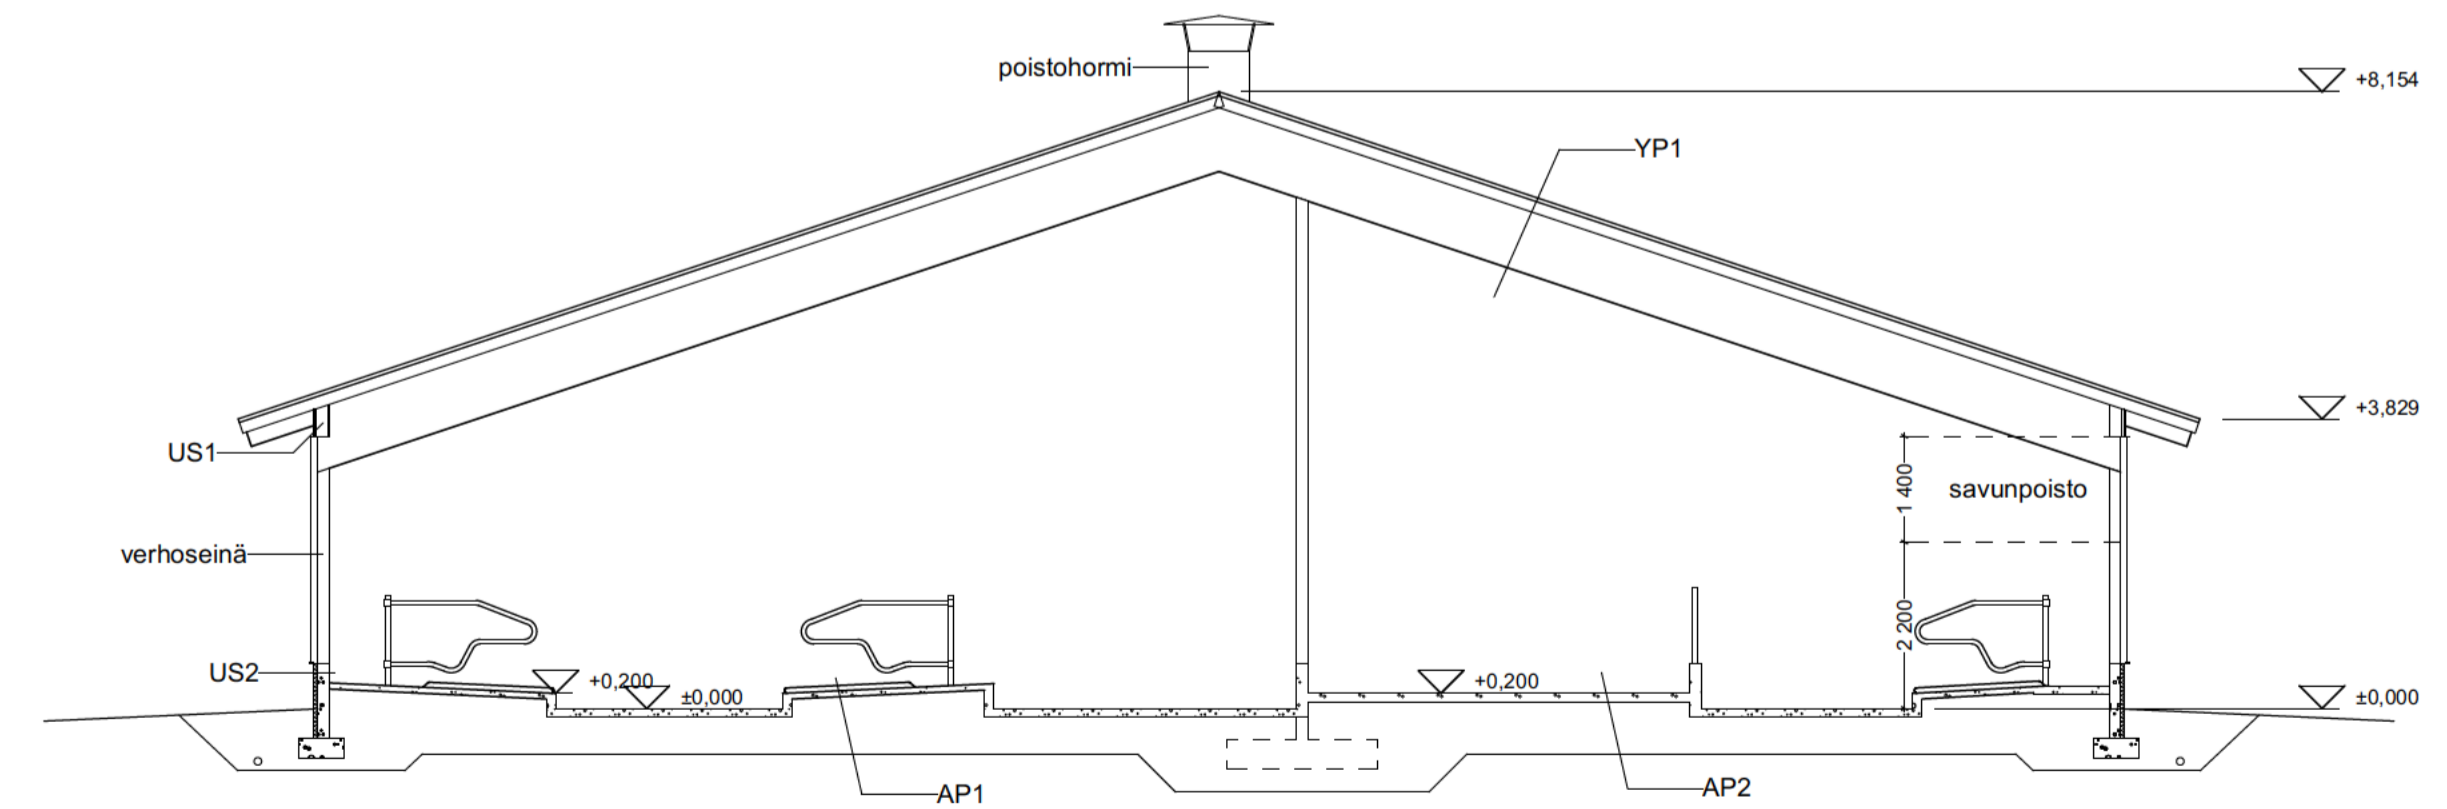 poistohormi
+8,154
YP1
+3,829
US1
1 400
savunpoisto
verhoseinä
2 200
US2
+0,200
±0,000
+0,200
±0,000
AP1
AP2